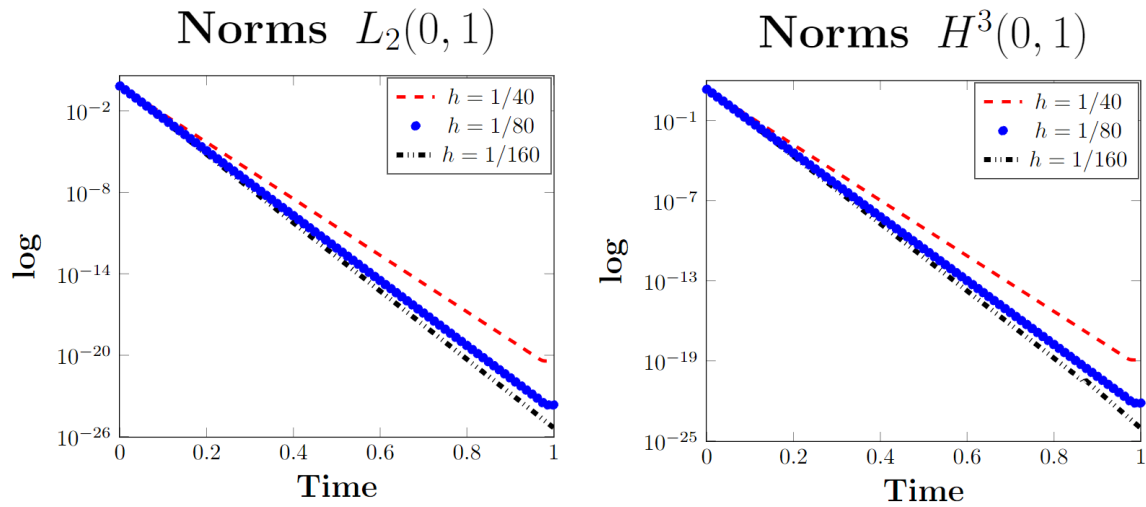 Norms L₂(0, 1)
h = 1/40
h = 1/80
h = 1/160
log
10⁻²
10⁻⁸
10⁻¹⁴
10⁻²⁰
10⁻²⁶
0 0.2 0.4 0.6 0.8 1
Time
Norms H³(0, 1)
h = 1/40
h = 1/80
h = 1/160
log
10⁻¹
10⁻⁷
10⁻¹³
10⁻¹⁹
10⁻²⁵
0 0.2 0.4 0.6 0.8 1
Time